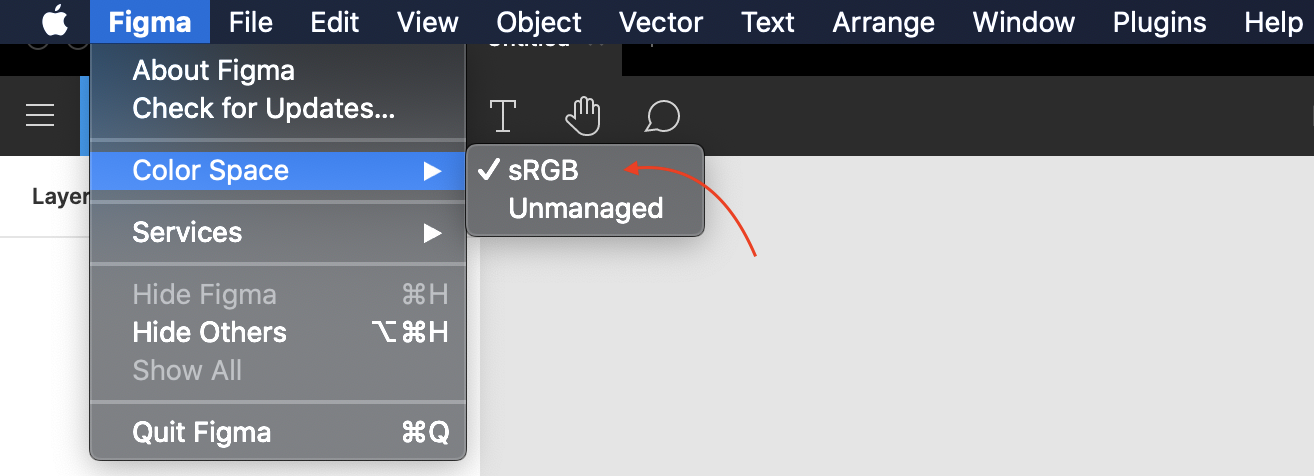 Figma File Edit View Object Vector Text Arrange Window Plugins Help
Untitled
About Figma
Check for Updates...
Color Space
sRGB
Unmanaged
Layer
Services
Hide Figma ⌘H
Hide Others ⌥⌘H
Show All
Quit Figma ⌘Q